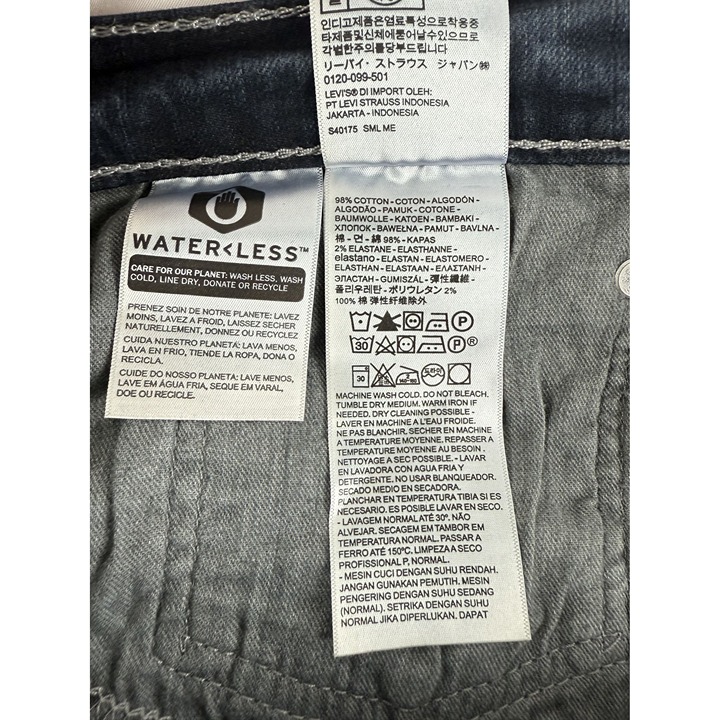 인디고제품은염료특성으로착용중
타제품및신체에묻어날수있으므로
각별한주의를당부드립니다
リーバイ・ストラウス ジャパン㈱
0120-099-501
LEVI'S® DI IMPORT OLEH:
PT LEVI STRAUSS INDONESIA
JAKARTA - INDONESIA
S40175 SML ME
WATER<LESS™
CARE FOR OUR PLANET: WASH LESS, WASH
COLD, LINE DRY, DONATE OR RECYCLE
PRENEZ SOIN DE NOTRE PLANETE: LAVEZ
MOINS, LAVEZ A FROID, LAISSEZ SECHER
NATURELLEMENT, DONNEZ OU RECYCLEZ
CUIDA NUESTRO PLANETA: LAVA MENOS,
LAVA EN FRIO, TIENDE LA ROPA, DONA O
RECICLA.
CUIDE DO NOSSO PLANETA: LAVE MENOS,
LAVE EM ÁGUA FRIA, SEQUE EM VARAL,
DOE OU RECICLE.
98% COTTON - COTON - ALGODÓN -
ALGODÃO - PAMUK - COTONE -
BAUMWOLLE - KATOEN - BAMBAKI -
ХЛОПОК - BAWEŁNA - PAMUT - BAVLNA -
棉 - 면 - 綿 98% - KAPAS
2% ELASTANE - ELASTHANNE -
elastano - ELASTAN - ELASTOMERO -
ELASTHAN - ELASTAAN - ΕΛΑΣΤΑΝΗ -
ЭЛАСТАН - GUMISZÁL - 彈性纖維 -
폴리우레탄 - ポリウレタン 2%
100% 棉 弹性纤维除外
P
30 P ®
30 2 140-160 드라이
MACHINE WASH COLD. DO NOT BLEACH.
TUMBLE DRY MEDIUM. WARM IRON IF
NEEDED. DRY CLEANING POSSIBLE -
LAVER EN MACHINE A L'EAU FROIDE.
NE PAS BLANCHIR. SECHER EN MACHINE
A TEMPERATURE MOYENNE. REPASSER A
TEMPERATURE MOYENNE AU BESOIN .
NETTOYAGE A SEC POSSIBLE. - LAVAR
EN LAVADORA CON AGUA FRIA Y
DETERGENTE. NO USAR BLANQUEADOR.
SECADO MEDIO EN SECADORA.
PLANCHAR EN TEMPERATURA TIBIA SI ES
NECESARIO. ES POSIBLE LAVAR EN SECO.
- LAVAGEM NORMAL ATÉ 30°. NÃO
ALVEJAR. SECAGEM EM TAMBOR EM
TEMPERATURA NORMAL. PASSAR A
FERRO ATÉ 150°C. LIMPEZA A SECO
PROFISSIONAL P, NORMAL.
- MESIN CUCI DENGAN SUHU RENDAH.
JANGAN GUNAKAN PEMUTIH. MESIN
PENGERING DENGAN SUHU SEDANG
(NORMAL). SETRIKA DENGAN SUHU
NORMAL JIKA DIPERLUKAN. DAPAT